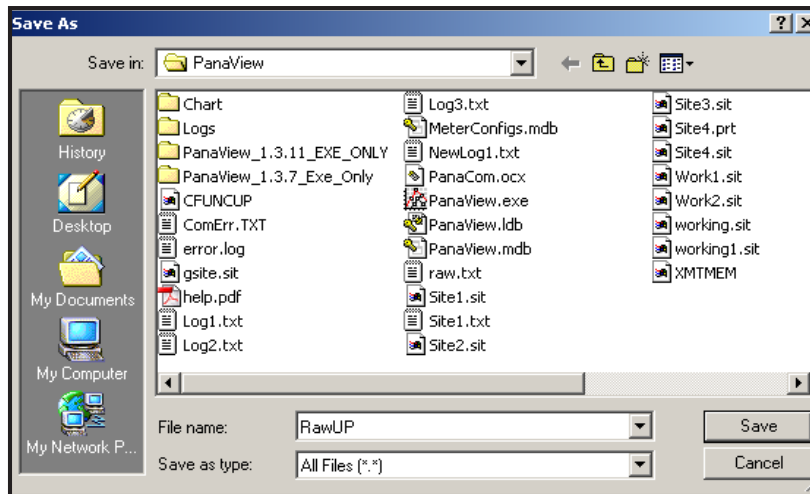 Save As
Save in: PanaView
History
Desktop
My Documents
My Computer
My Network P...
Chart
Logs
PanaView_1.3.11_EXE_ONLY
PanaView_1.3.7_Exe_Only
CFUNCUP
ComErr.TXT
error.log
gsite.sit
help.pdf
Log1.txt
Log2.txt
Log3.txt
MeterConfigs.mdb
NewLog1.txt
PanaCom.ocx
PanaView.exe
PanaView.ldb
PanaView.mdb
raw.txt
Site1.sit
Site1.txt
Site2.sit
Site3.sit
Site4.prt
Site4.sit
Work1.sit
Work2.sit
working.sit
working1.sit
XMTMEM
File name: RawUP Save
Save as type: All Files (*.*) Cancel